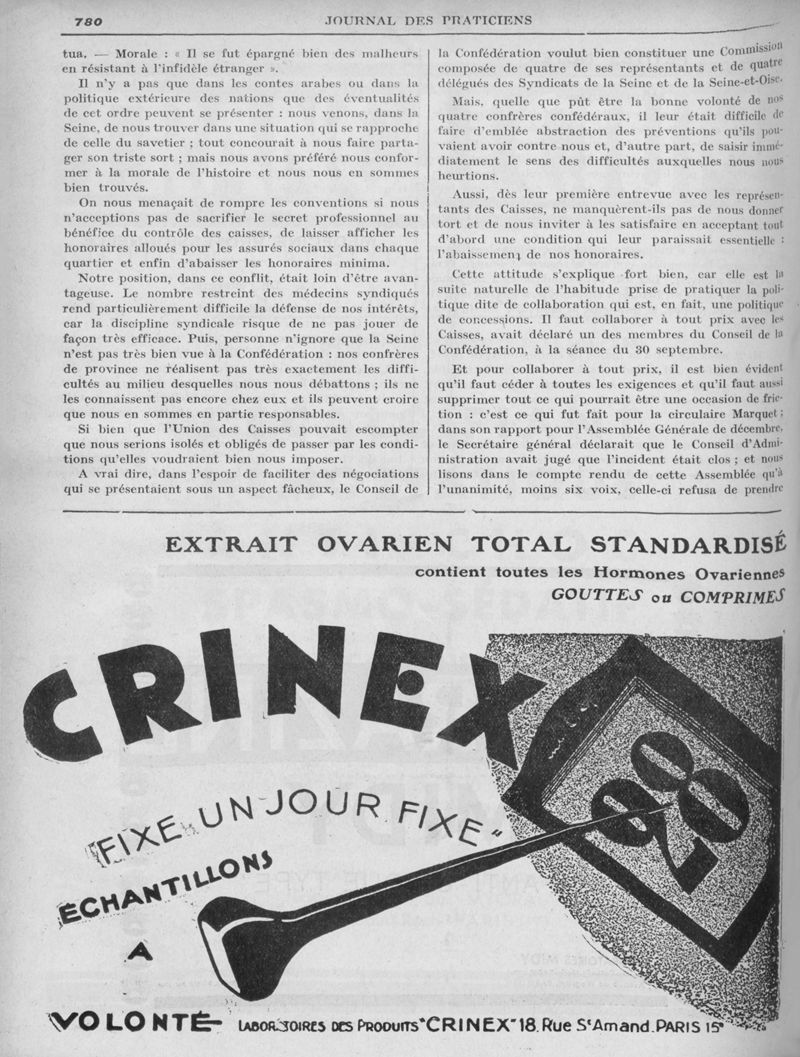 780
JOURNAL DES PRATICIENS
tua. — Morale : « Il se fut épargné bien des malheurs
en résistant à l'infidèle étranger ».
Il n'y a pas que dans les contes arabes ou dans la
politique extérieure des nations que des éventualités
de cet ordre peuvent se présenter : nous venons, dans la
Seine, de nous trouver dans une situation qui se rapproche
de celle du savetier ; tout concourait à nous faire parta-
ger son triste sort ; mais nous avons préféré nous confor-
mer à la morale de l'histoire et nous nous en sommes
bien trouvés.
On nous menaçait de rompre les conventions si nous
n'acceptions pas de sacrifier le secret professionnel au
bénéfice du contrôle des caisses, de laisser afficher les
honoraires alloués pour les assurés sociaux dans chaque
quartier et enfin d'abaisser les honoraires minima.
Notre position, dans ce conflit, était loin d'être avan-
tageuse. Le nombre restreint des médecins syndiqués
rend particulièrement difficile la défense de nos intérêts,
car la discipline syndicale risque de ne pas jouer de
façon très efficace. Puis, personne n'ignore que la Seine
n'est pas très bien vue à la Confédération : nos confrères
de province ne réalisent pas très exactement les diffi-
cultés au milieu desquelles nous nous débattons ; ils ne
les connaissent pas encore chez eux et ils peuvent croire
que nous en sommes en partie responsables.
Si bien que l'Union des Caisses pouvait escompter
que nous serions isolés et obligés de passer par les condi-
tions qu'elles voudraient bien nous imposer.
A vrai dire, dans l'espoir de faciliter des négociations
qui se présentaient sous un aspect fâcheux, le Conseil de
la Confédération voulut bien constituer une Commission
composée de quatre de ses représentants et de quatre
délégués des Syndicats de la Seine et de la Seine-et-Oise.
Mais, quelle que pût être la bonne volonté de nos
quatre confrères confédéraux, il leur était difficile de
faire d'emblée abstraction des préventions qu'ils pou-
vaient avoir contre nous et, d'autre part, de saisir immé-
diatement le sens des difficultés auxquelles nous nous
heurtions.
Aussi, dès leur première entrevue avec les représen-
tants des Caisses, ne manquèrent-ils pas de nous donner
tort et de nous inviter à les satisfaire en acceptant tout
d'abord une condition qui leur paraissait essentielle :
l'abaissement de nos honoraires.
Cette attitude s'explique fort bien, car elle est la
suite naturelle de l'habitude prise de pratiquer la poli-
tique dite de collaboration qui est, en fait, une politique
de concessions. Il faut collaborer à tout prix avec les
Caisses, avait déclaré un des membres du Conseil de la
Confédération, à la séance du 30 septembre.
Et pour collaborer à tout prix, il est bien évident
qu'il faut céder à toutes les exigences et qu'il faut aussi
supprimer tout ce qui pourrait être une occasion de fric-
tion : c'est ce qui fut fait pour la circulaire Marquet ;
dans son rapport pour l'Assemblée Générale de décembre,
le Secrétaire général déclarait que le Conseil d'Admi-
nistration avait jugé que l'incident était clos ; et nous
lisons dans le compte rendu de cette Assemblée qu'à
l'unanimité, moins six voix, celle-ci refusa de prendre
EXTRAIT OVARIEN TOTAL STANDARDISÉ
contient toutes les Hormones Ovariennes
GOUTTES ou COMPRIMES
CRINEX
28
"FIXE UN JOUR FIXE"
ÉCHANTILLONS
A
VOLONTÉ
LABORATOIRES DES PRODUITS "CRINEX" 18. Rue St Amand. PARIS 15e